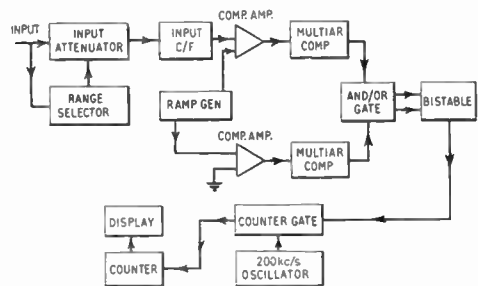 INPUT
INPUT
ATTENUATOR
INPUT
C/F
COMP. AMP.
MULTIAR
COMP
RANGE
SELECTOR
RAMP GEN
AND/OR
GATE
BISTABLE
COMP. AMP.
MULTIAR
COMP
DISPLAY
COUNTER GATE
COUNTER
200kc/s
OSCILLATOR